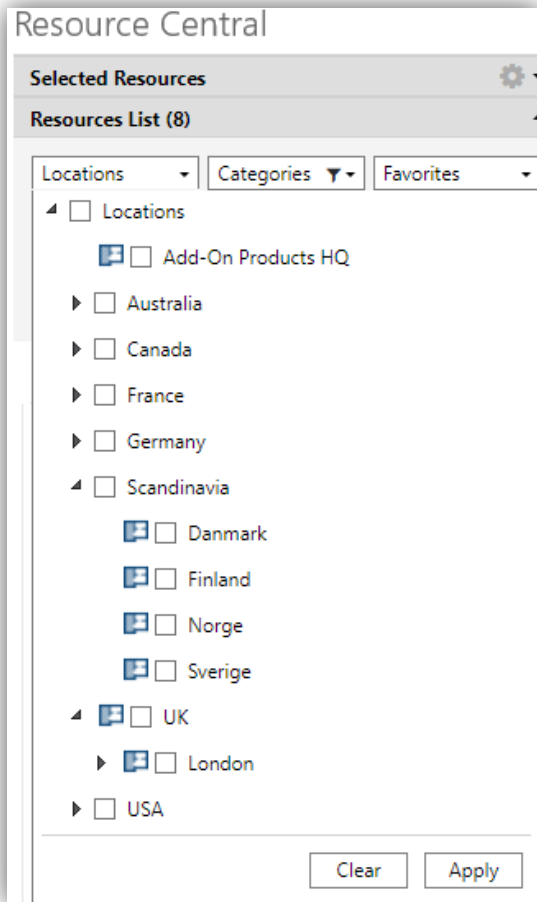 Resource Central
Selected Resources
Resources List (8)
Locations Categories Favorites
Locations
Add-On Products HQ
Australia
Canada
France
Germany
Scandinavia
Danmark
Finland
Norge
Sverige
UK
London
USA
Clear Apply